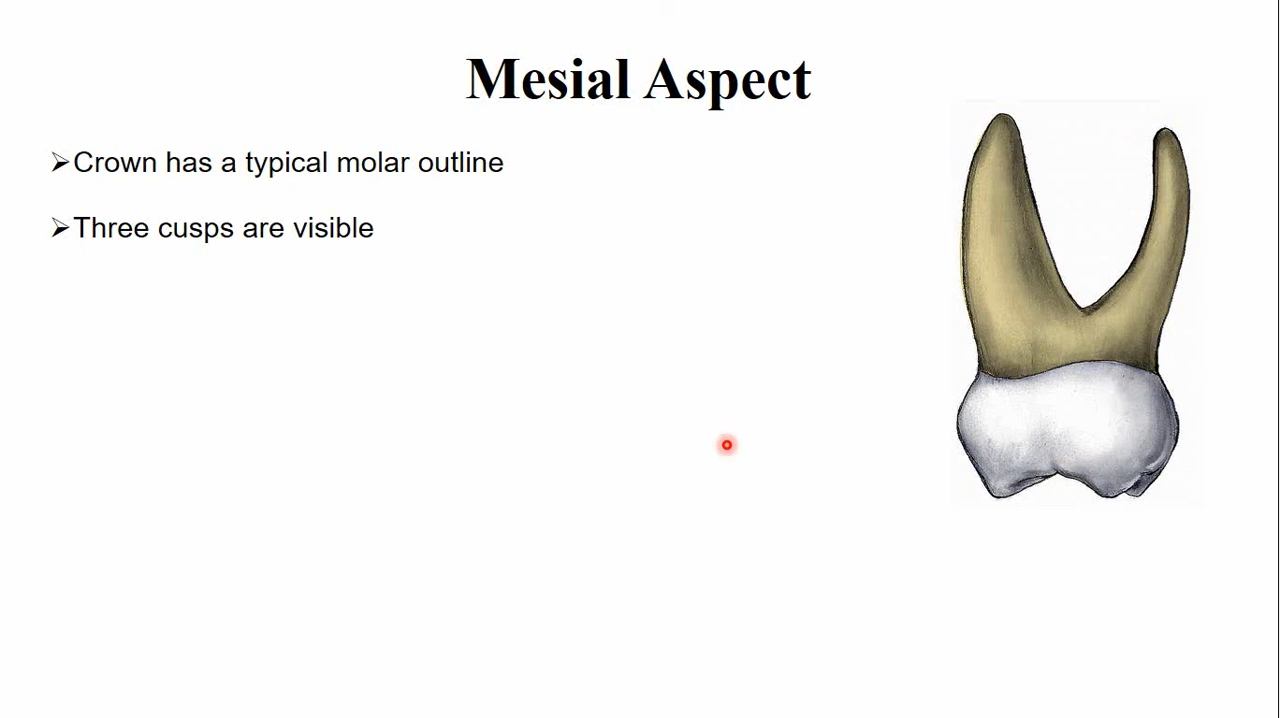 Mesial Aspect
➢Crown has a typical molar outline
➢Three cusps are visible